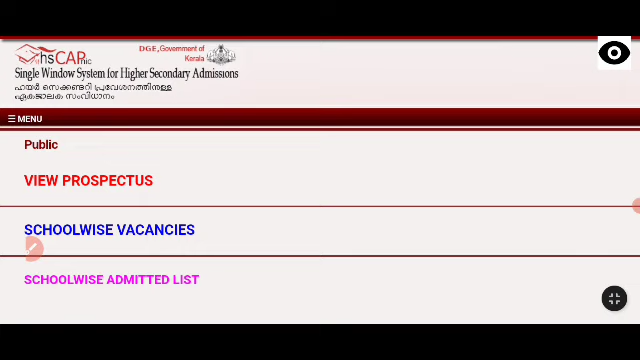 hsCAPnic
DGE, Government of
Kerala
Single Window System for Higher Secondary Admissions
ഹയർ സെക്കണ്ടറി പ്രവേശനത്തിനുള്ള
ഏകജാലക സംവിധാനം
☰ MENU
Public
VIEW PROSPECTUS
SCHOOLWISE VACANCIES
SCHOOLWISE ADMITTED LIST